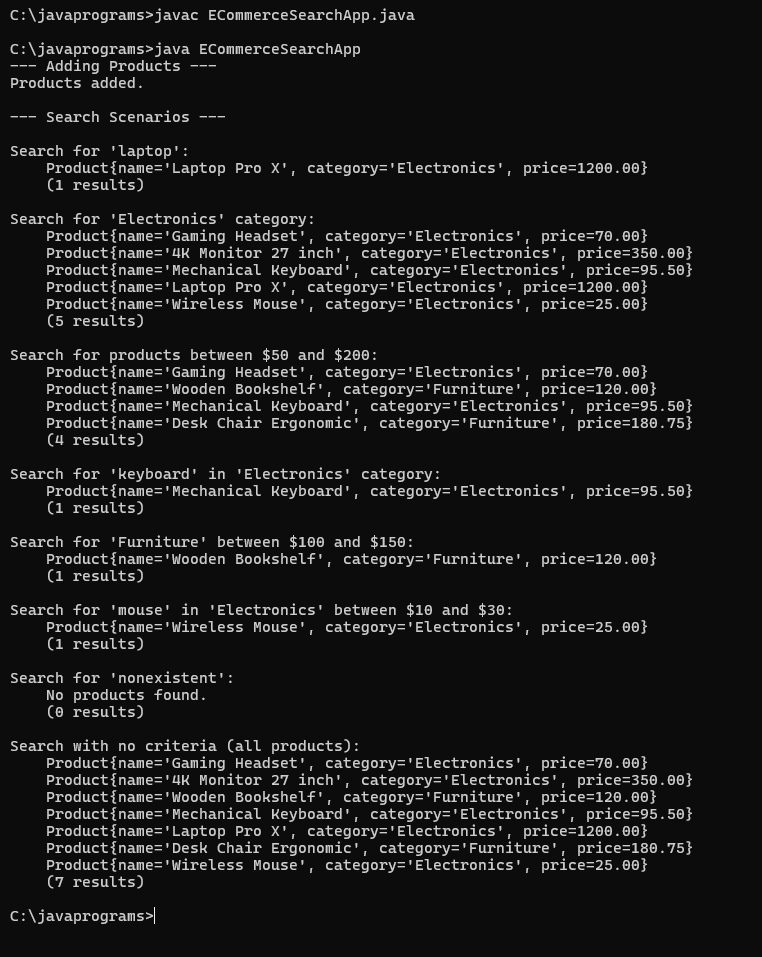 C:\javaprograms>javac ECommerceSearchApp.java
C:\javaprograms>java ECommerceSearchApp
--- Adding Products ---
Products added.
--- Search Scenarios ---
Search for 'laptop':
Product{name='Laptop Pro X', category='Electronics', price=1200.00}
(1 results)
Search for 'Electronics' category:
Product{name='Gaming Headset', category='Electronics', price=70.00}
Product{name='4K Monitor 27 inch', category='Electronics', price=350.00}
Product{name='Mechanical Keyboard', category='Electronics', price=95.50}
Product{name='Laptop Pro X', category='Electronics', price=1200.00}
Product{name='Wireless Mouse', category='Electronics', price=25.00}
(5 results)
Search for products between $50 and $200:
Product{name='Gaming Headset', category='Electronics', price=70.00}
Product{name='Wooden Bookshelf', category='Furniture', price=120.00}
Product{name='Mechanical Keyboard', category='Electronics', price=95.50}
Product{name='Desk Chair Ergonomic', category='Furniture', price=180.75}
(4 results)
Search for 'keyboard' in 'Electronics' category:
Product{name='Mechanical Keyboard', category='Electronics', price=95.50}
(1 results)
Search for 'Furniture' between $100 and $150:
Product{name='Wooden Bookshelf', category='Furniture', price=120.00}
(1 results)
Search for 'mouse' in 'Electronics' between $10 and $30:
Product{name='Wireless Mouse', category='Electronics', price=25.00}
(1 results)
Search for 'nonexistent':
No products found.
(0 results)
Search with no criteria (all products):
Product{name='Gaming Headset', category='Electronics', price=70.00}
Product{name='4K Monitor 27 inch', category='Electronics', price=350.00}
Product{name='Wooden Bookshelf', category='Furniture', price=120.00}
Product{name='Mechanical Keyboard', category='Electronics', price=95.50}
Product{name='Laptop Pro X', category='Electronics', price=1200.00}
Product{name='Desk Chair Ergonomic', category='Furniture', price=180.75}
Product{name='Wireless Mouse', category='Electronics', price=25.00}
(7 results)
C:\javaprograms>